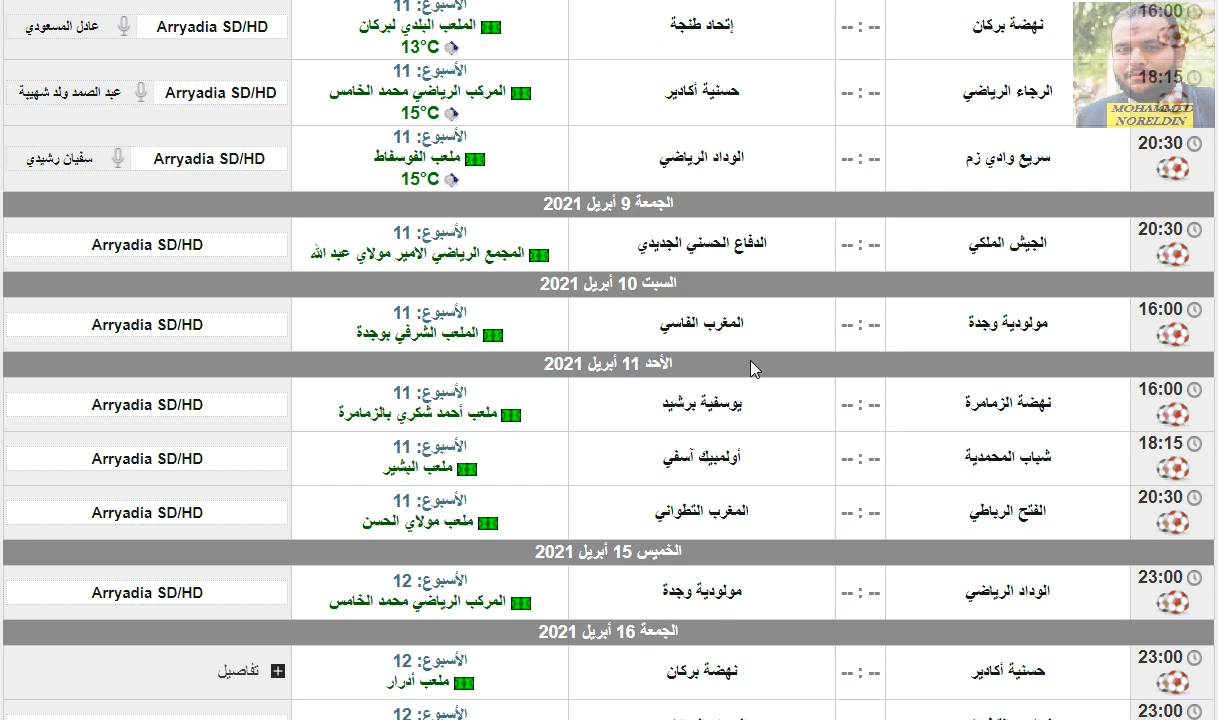 16:00
نهضة بركان
-- : --
إتحاد طنجة
الأسبوع: 11
الملعب البلدي لبركان
13°C
Arryadia SD/HD
عادل المسعودي
18:15
الرجاء الرياضي
-- : --
حسنية أكادير
الأسبوع: 11
المركب الرياضي محمد الخامس
15°C
Arryadia SD/HD
عبد الصمد ولد شهيبة
MOHAMMED
NORELDIN
20:30
سريع وادي زم
-- : --
الوداد الرياضي
الأسبوع: 11
ملعب الفوسفاط
15°C
Arryadia SD/HD
سفيان رشيدي
الجمعة 9 أبريل 2021
20:30
الجيش الملكي
-- : --
الدفاع الحسني الجديدي
الأسبوع: 11
المجمع الرياضي الامير مولاي عبد الله
Arryadia SD/HD
السبت 10 أبريل 2021
16:00
مولودية وجدة
-- : --
المغرب الفاسي
الأسبوع: 11
الملعب الشرفي بوجدة
Arryadia SD/HD
الأحد 11 أبريل 2021
16:00
نهضة الزمامرة
-- : --
يوسفية برشيد
الأسبوع: 11
ملعب أحمد شكري بالزمامرة
Arryadia SD/HD
18:15
شباب المحمدية
-- : --
أولمبيك آسفي
الأسبوع: 11
ملعب البشير
Arryadia SD/HD
20:30
الفتح الرباطي
-- : --
المغرب التطواني
الأسبوع: 11
ملعب مولاي الحسن
Arryadia SD/HD
الخميس 15 أبريل 2021
23:00
الوداد الرياضي
-- : --
مولودية وجدة
الأسبوع: 12
المركب الرياضي محمد الخامس
Arryadia SD/HD
الجمعة 16 أبريل 2021
23:00
حسنية أكادير
-- : --
نهضة بركان
الأسبوع: 12
ملعب أدرار
تفاصيل
23:00
الأسبوع: 12